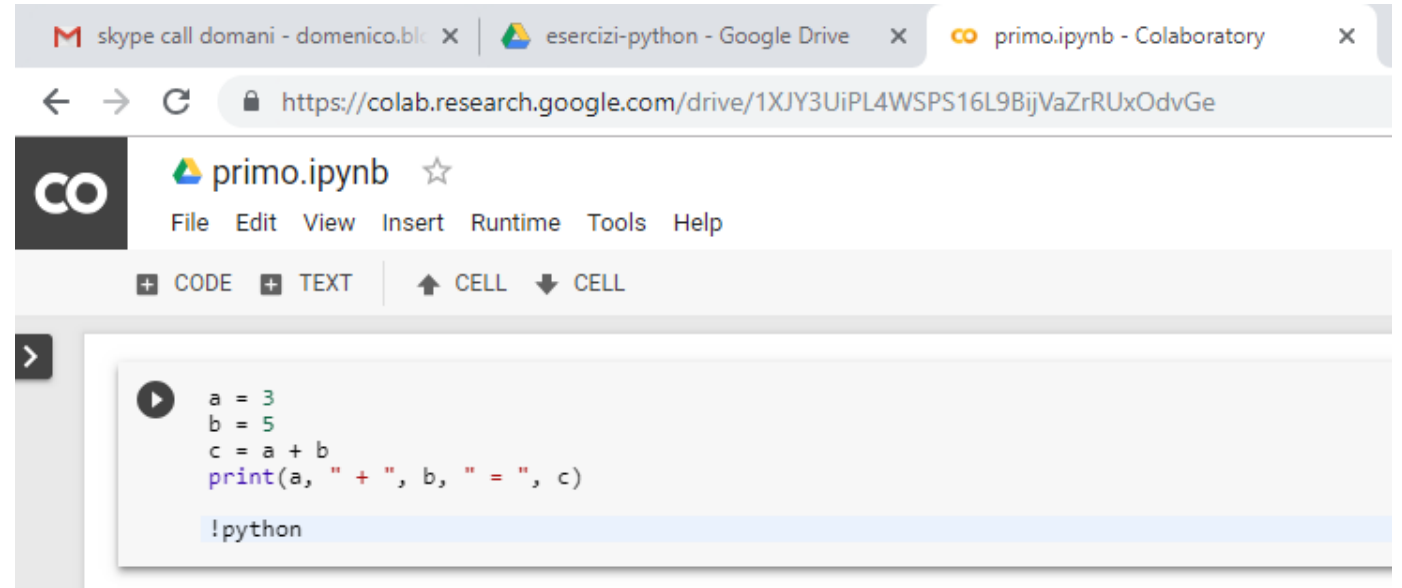 skype call domani - domenico.blo
esercizi-python - Google Drive
primo.ipynb - Colaboratory
https://colab.research.google.com/drive/1XJY3UiPL4WSPS16L9BijVaZrRUxOdvGe
CO
primo.ipynb
File Edit View Insert Runtime Tools Help
CODE TEXT CELL CELL
a = 3
b = 5
c = a + b
print(a, " + ", b, " = ", c)
!python